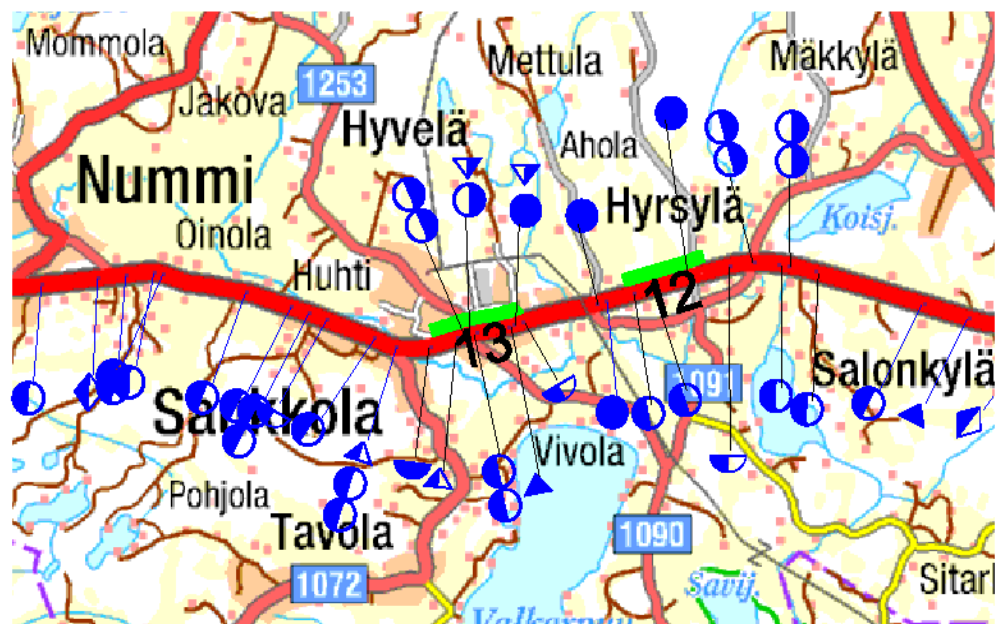 Mommola
Mettula
Mäkkylä
1253
Jakova
Hyvelä
Ahola
Nummi
Hyrsylä
Koisj.
Oinola
Huhti
12
13
Salonkylä
1091
Vivola
Pohjola
Tavola
1090
1072
Savij.